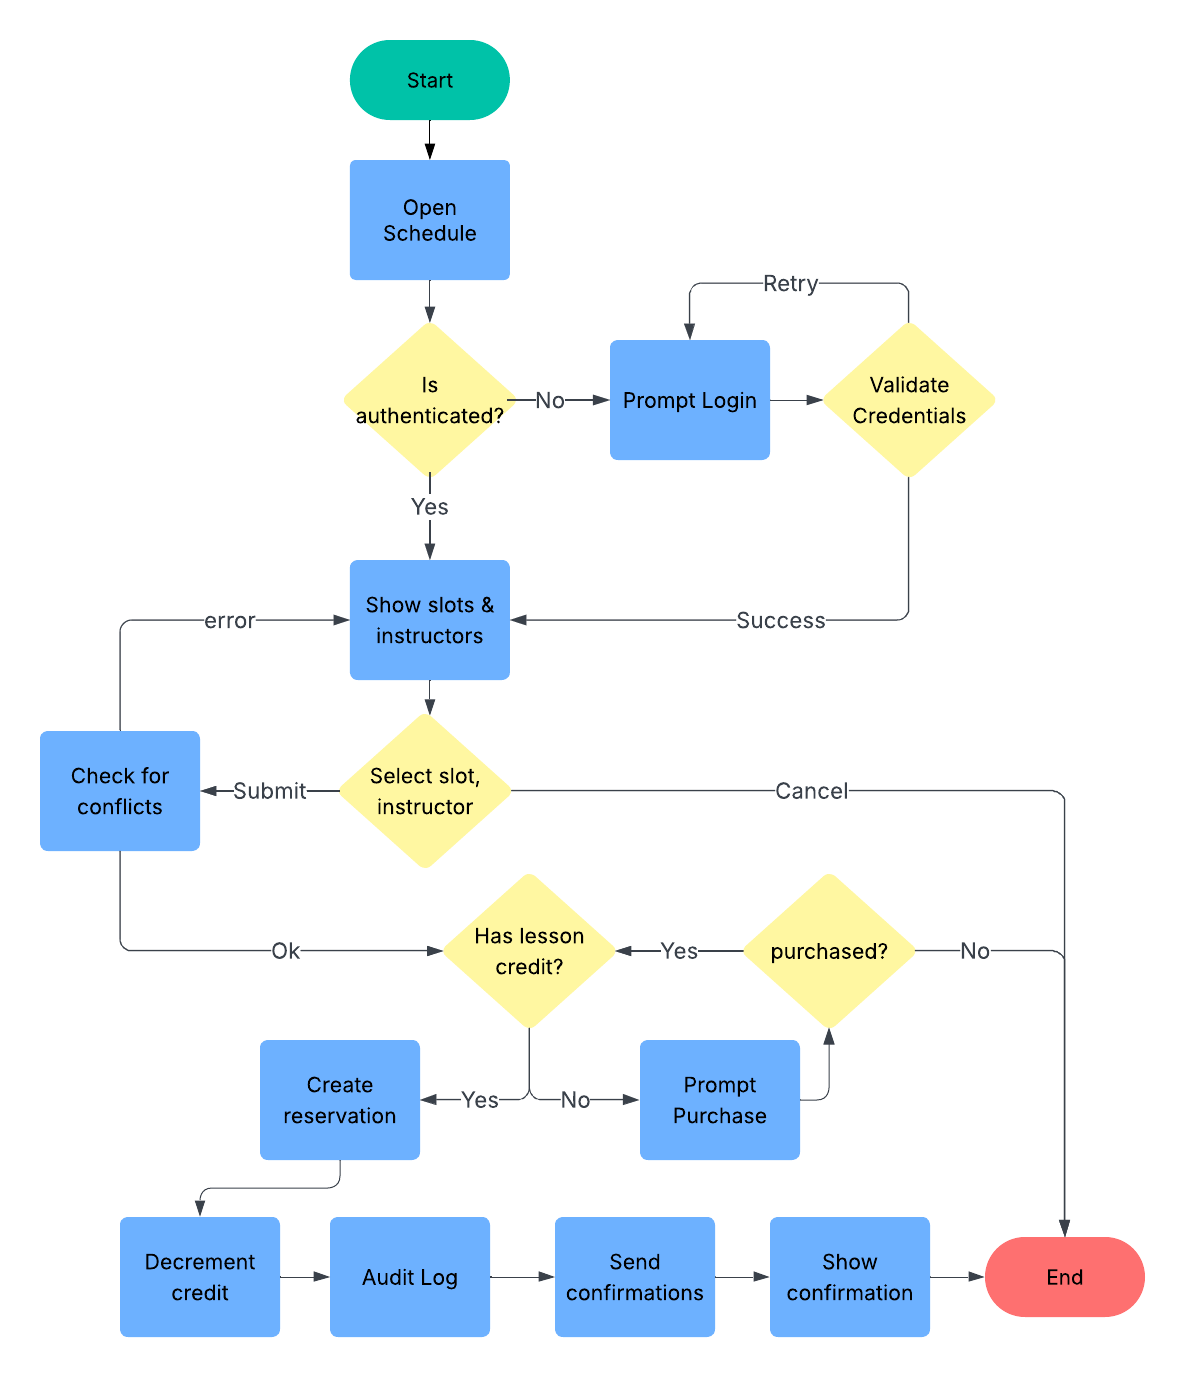 Start
Open
Schedule
Retry
Is
authenticated?
No
Prompt Login
Validate
Credentials
Yes
error
Show slots &
instructors
Success
Check for
conflicts
Submit
Select slot,
instructor
Cancel
Ok
Has lesson
credit?
Yes
purchased?
No
Create
reservation
Yes
No
Prompt
Purchase
Decrement
credit
Audit Log
Send
confirmations
Show
confirmation
End